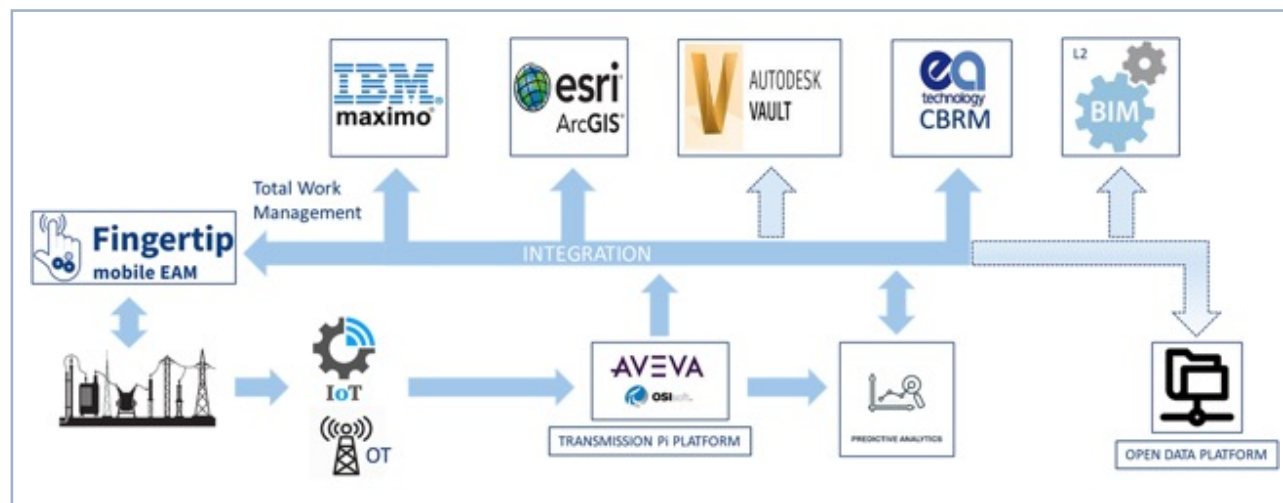 IBM.
maximo®
esri®
ArcGIS®
AUTODESK
VAULT
ea
technology
CBRM
L2
BIM
Total Work
Management
Fingertip
mobile EAM
INTEGRATION
IoT
OT
AVEVA
OSIsoft.
TRANSMISSION Pi PLATFORM
PREDICTIVE ANALYTICS
OPEN DATA PLATFORM